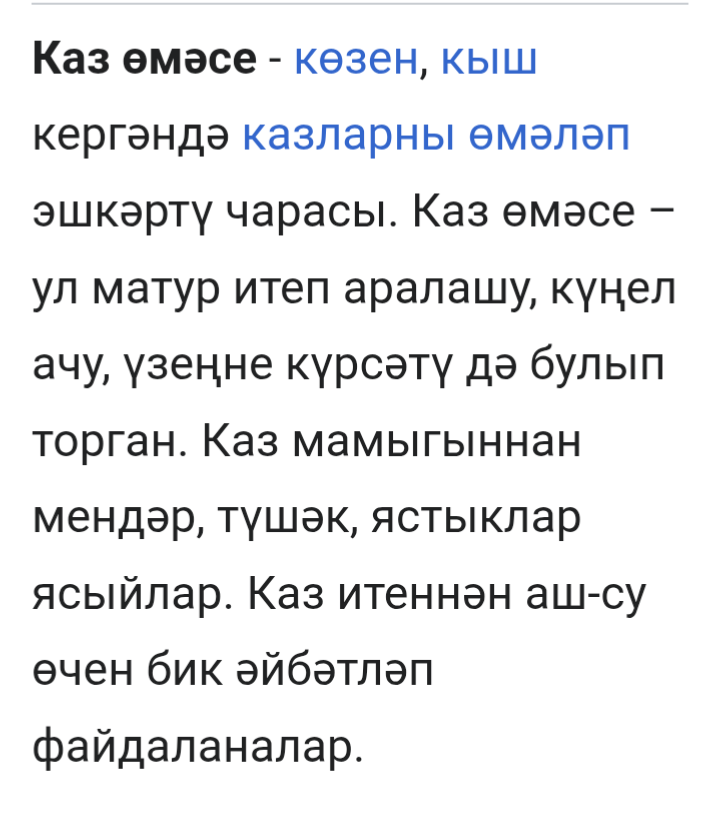 Каз өмәсе - көзен, кыш
кергәндә казларны өмәләп
эшкәртү чарасы. Каз өмәсе –
ул матур итеп аралашу, күңел
ачу, үзеңне күрсәтү дә булып
торган. Каз мамыгыннан
мендәр, түшәк, ястыклар
ясыйлар. Каз итеннән аш-су
өчен бик әйбәтләп
файдаланалар.